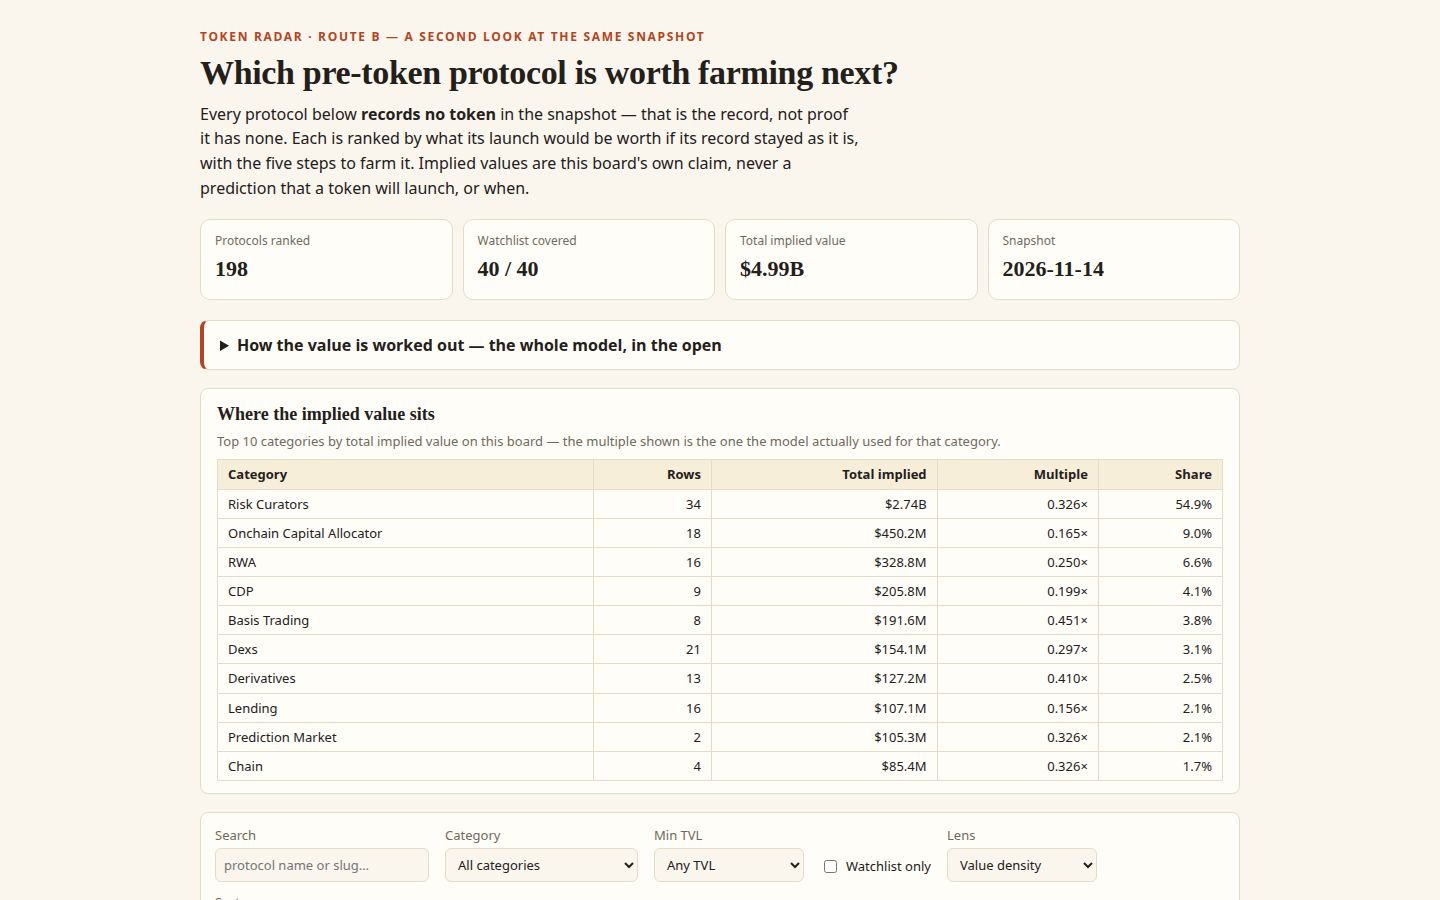 TOKEN RADAR · ROUTE B — A SECOND LOOK AT THE SAME SNAPSHOT
Which pre-token protocol is worth farming next?
Every protocol below records no token in the snapshot — that is the record, not proof
it has none. Each is ranked by what its launch would be worth if its record stayed as it is,
with the five steps to farm it. Implied values are this board's own claim, never a
prediction that a token will launch, or when.
Protocols ranked
198
Watchlist covered
40 / 40
Total implied value
$4.99B
Snapshot
2026-11-14
▶ How the value is worked out — the whole model, in the open
Where the implied value sits
Top 10 categories by total implied value on this board — the multiple shown is the one the model actually used for that category.
Category Rows Total implied Multiple Share
Risk Curators 34 $2.74B 0.326× 54.9%
Onchain Capital Allocator 18 $450.2M 0.165× 9.0%
RWA 16 $328.8M 0.250× 6.6%
CDP 9 $205.8M 0.199× 4.1%
Basis Trading 8 $191.6M 0.451× 3.8%
Dexs 21 $154.1M 0.297× 3.1%
Derivatives 13 $127.2M 0.410× 2.5%
Lending 16 $107.1M 0.156× 2.1%
Prediction Market 2 $105.3M 0.326× 2.1%
Chain 4 $85.4M 0.326× 1.7%
Search Category Min TVL Lens
protocol name or slug... All categories Any TVL Watchlist only Value density